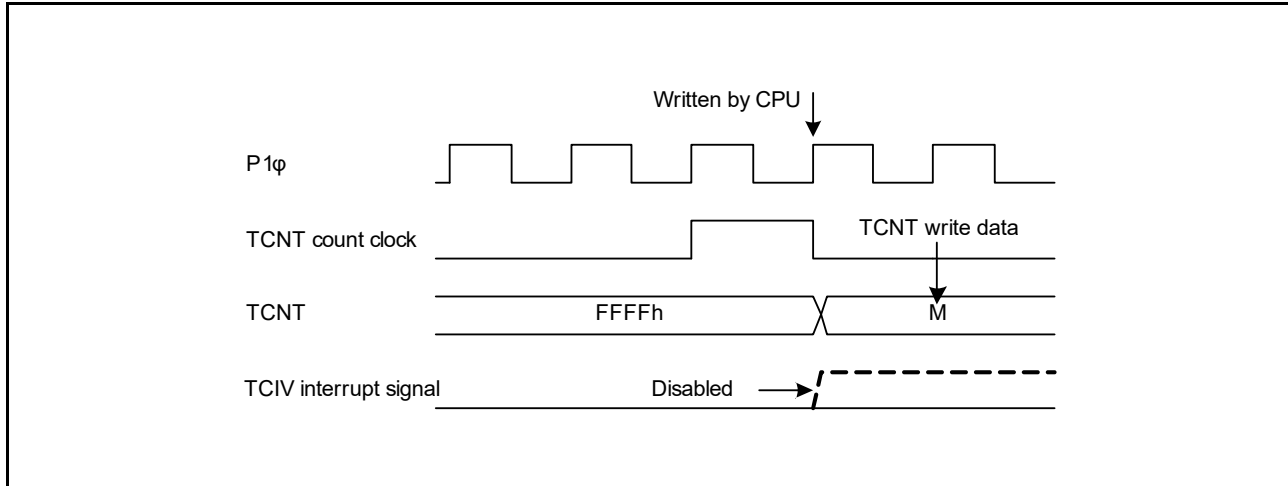 Written by CPU
P1φ
TCNT count clock
TCNT write data
TCNT
FFFFh
M
TCIV interrupt signal
Disabled